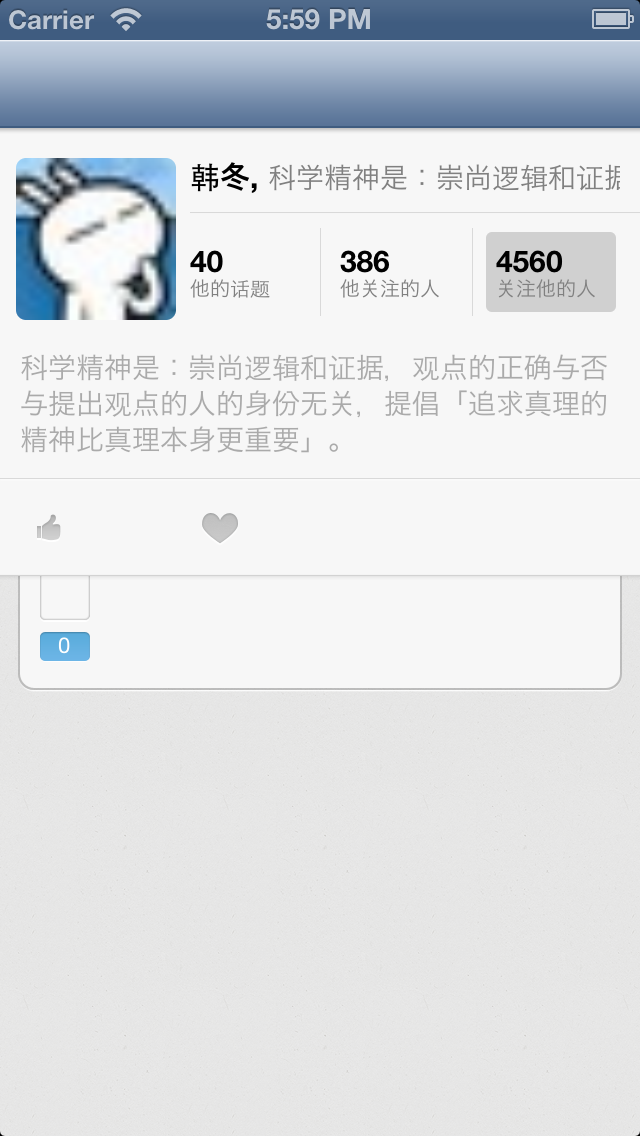 Carrier 5:59 PM
韩冬, 科学精神是：崇尚逻辑和证据
40 386 4560
他的话题 他关注的人 关注他的人
科学精神是：崇尚逻辑和证据，观点的正确与否
与提出观点的人的身份无关，提倡「追求真理的
精神比真理本身更重要」。
0